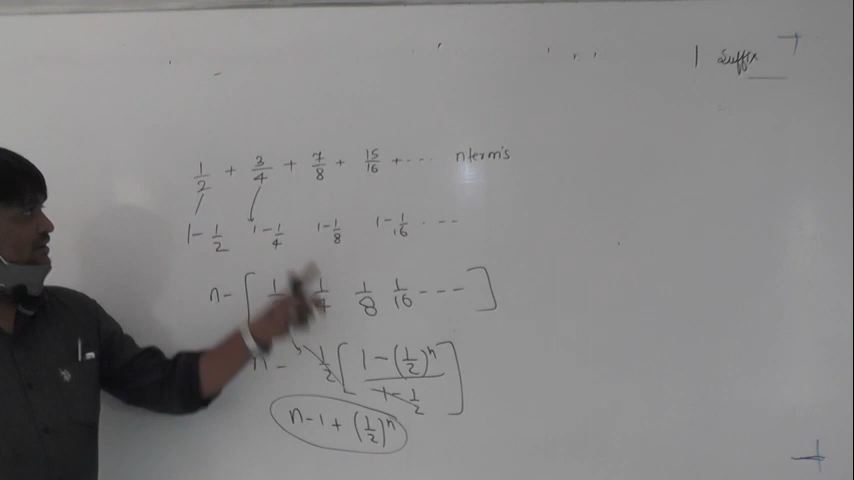 1 Suffix
1/2 + 3/4 + 7/8 + 15/16 + ... n term's
1-1/2 1-1/4 1-1/8 1-1/16 ...
n-[1 1/4 1/8 1/16 ---]
n- 1/2[1-(1/2)^n/1-1/2]
n-1+(1/2)^n